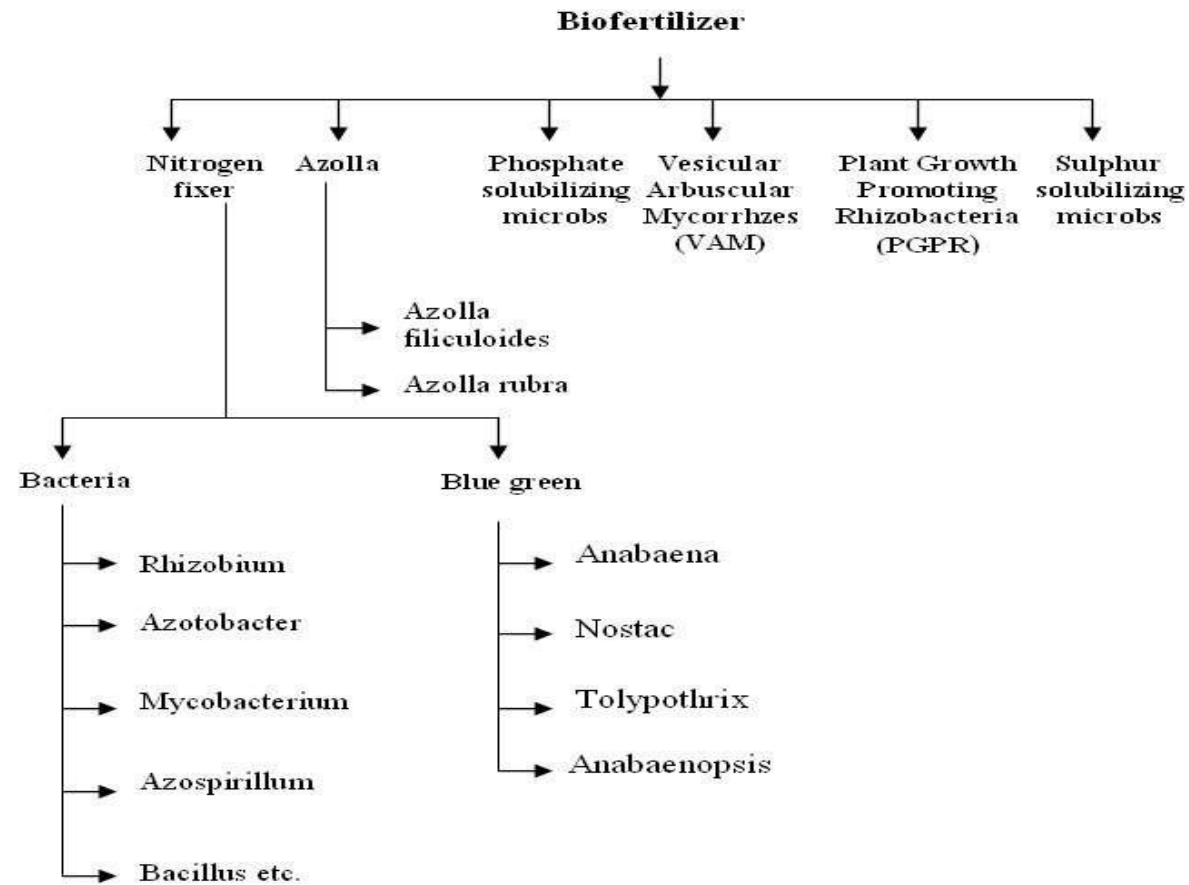 Biofertilizer
Nitrogen
fixer
Azolla
Phosphate
solubilizing
microbs
Vesicular
Arbuscular
Mycorrhzes
(VAM)
Plant Growth
Promoting
Rhizobacteria
(PGPR)
Sulphur
solubilizing
microbs
Azolla
filiculoides
Azolla rubra
Bacteria
Rhizobium
Azotobacter
Mycobacterium
Azospirillum
Bacillus etc.
Blue green
Anabaena
Nostac
Tolypothrix
Anabaenopsis